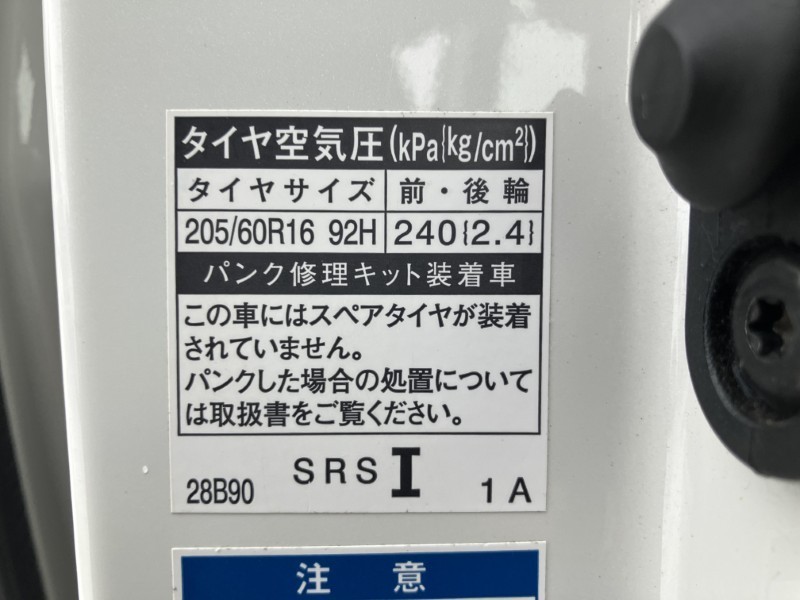 タイヤ空気圧(kPa{kg/cm²})
タイヤサイズ 前・後輪
205/60R16 92H 240{2.4}
パンク修理キット装着車
この車にはスペアタイヤが装着
されていません。
パンクした場合の処置について
は取扱書をご覧ください。
28B90 SRS I 1A
注意